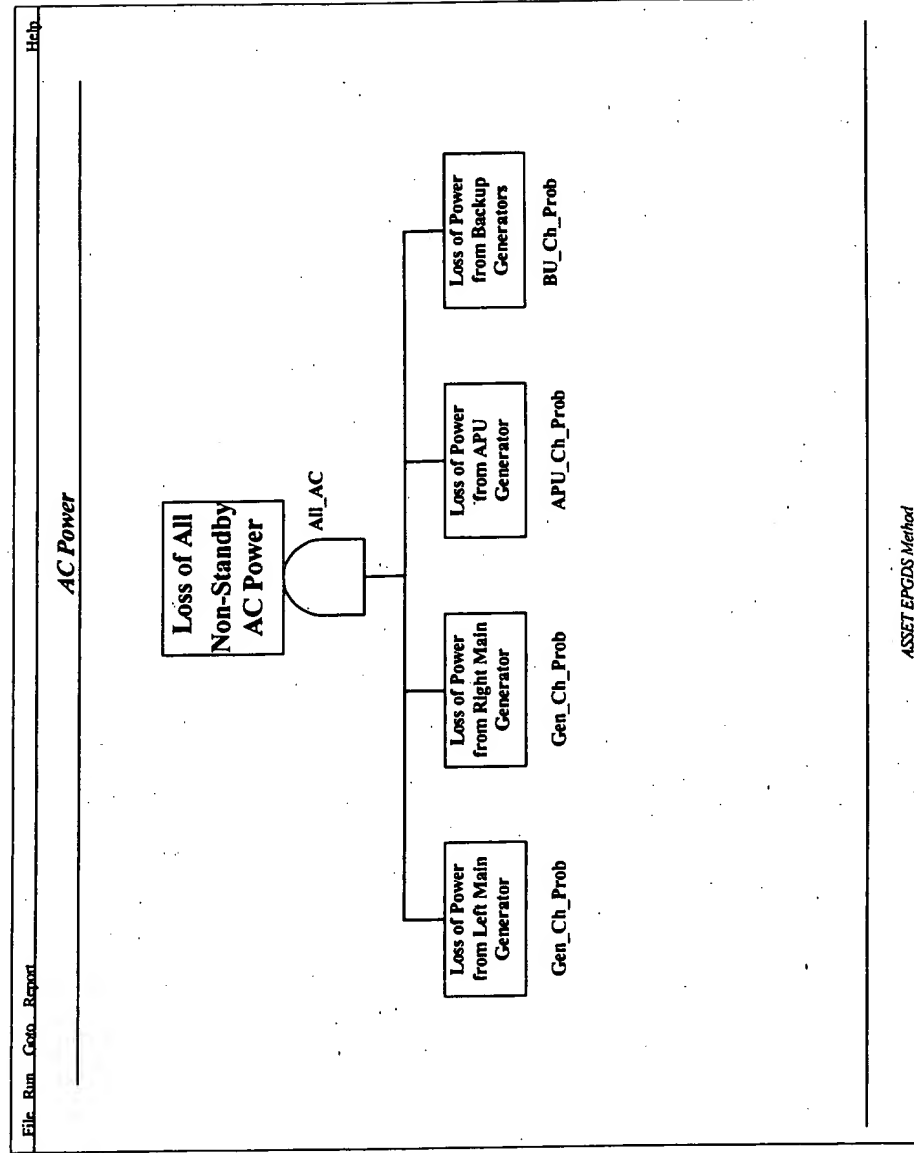 File Run Goto Report Help
AC Power
Loss of All
Non-Standby
AC Power
All_AC
Loss of Power
from Left Main
Generator
Gen_Ch_Prob
Loss of Power
from Right Main
Generator
Gen_Ch_Prob
Loss of Power
from APU
Generator
APU_Ch_Prob
Loss of Power
from Backup
Generators
BU_Ch_Prob
ASSET EPGDS Method